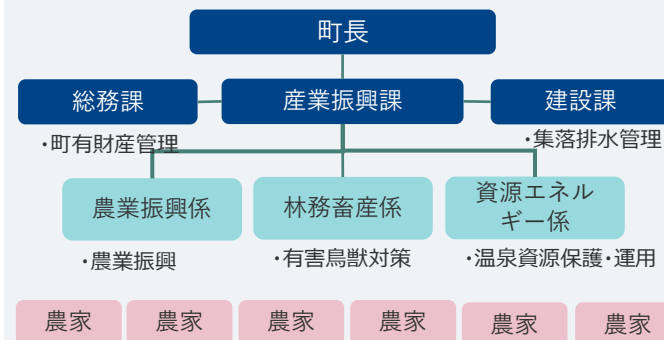 町長
総務課
産業振興課
建設課
・町有財産管理
・集落排水管理
農業振興係
林務畜産係
資源エネル
ギー係
・農業振興
・有害鳥獣対策
・温泉資源保護・運用
農家
農家
農家
農家
農家
農家